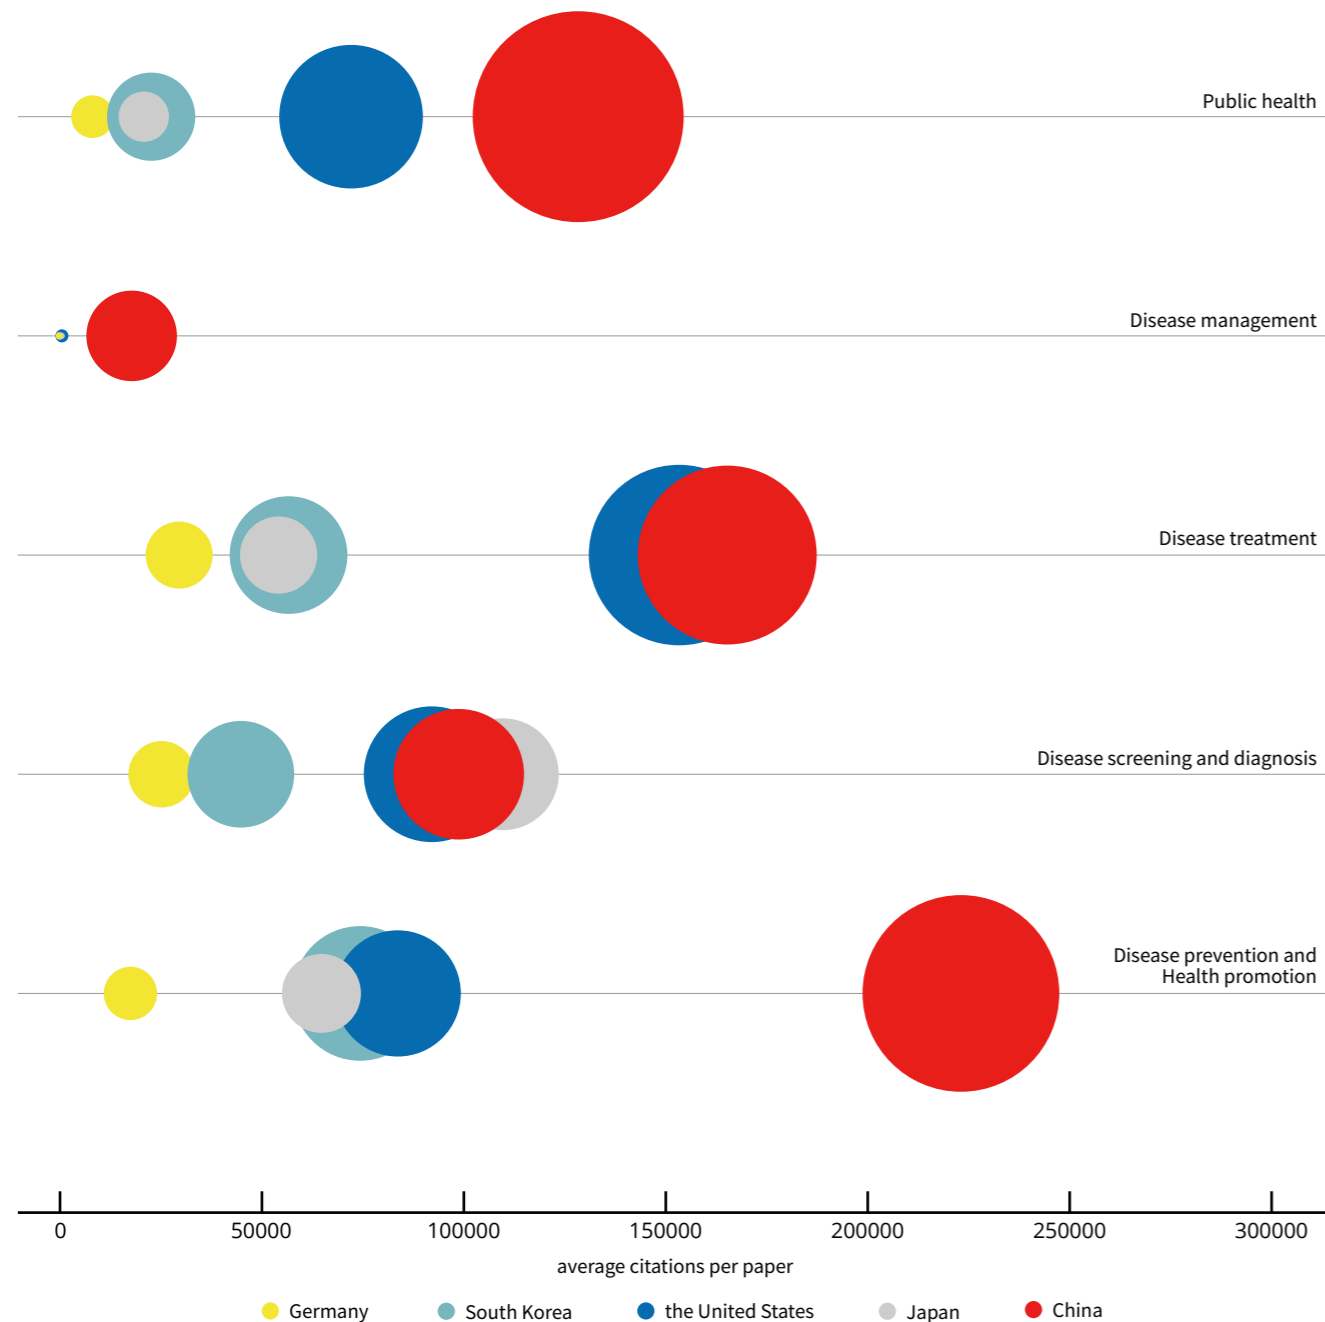 Public health
Disease management
Disease treatment
Disease screening and diagnosis
Disease prevention and
Health promotion
0 50000 100000 150000 200000 250000 300000
average citations per paper
Germany South Korea the United States Japan China